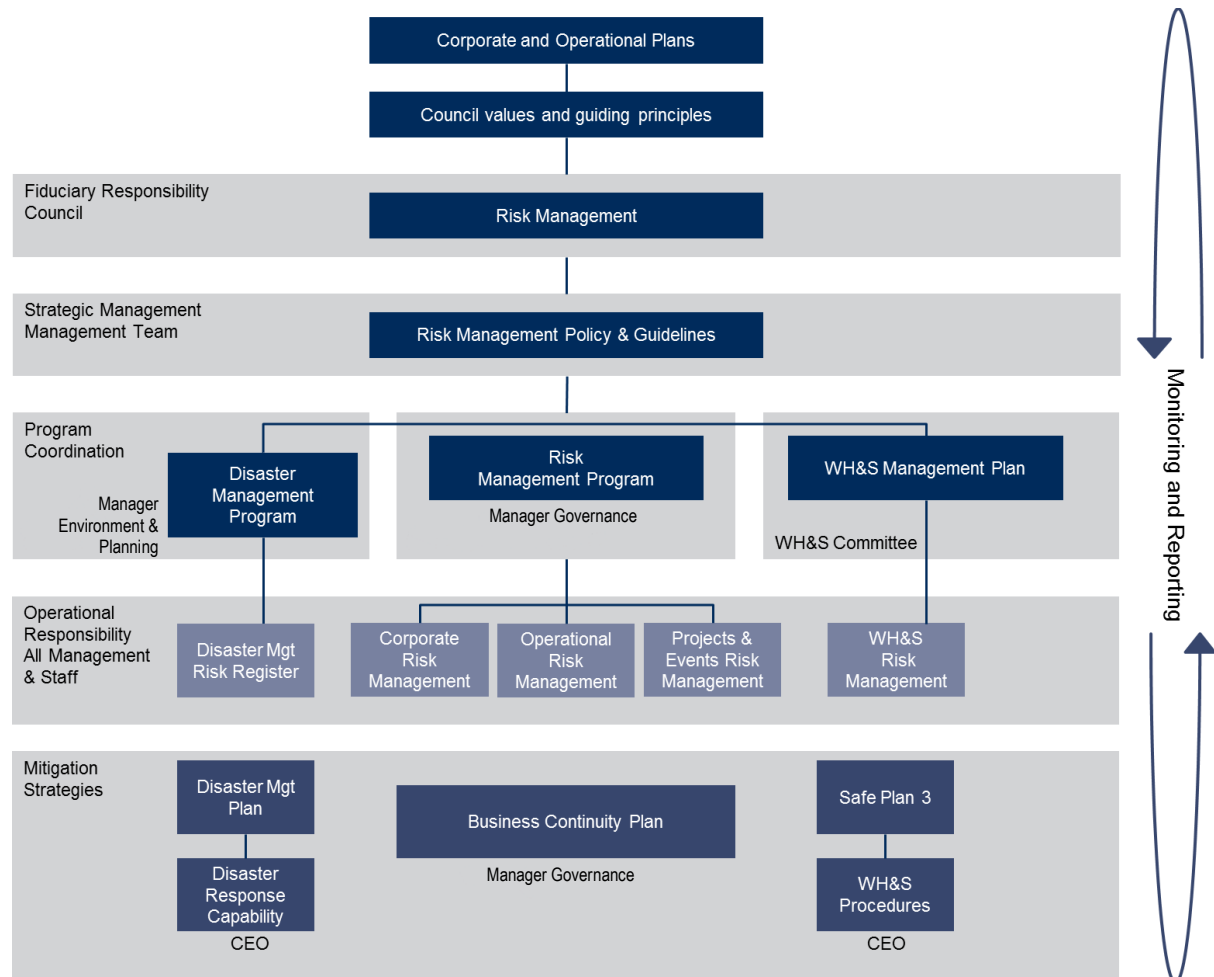 Corporate and Operational Plans
Council values and guiding principles
Fiduciary Responsibility
Council
Risk Management
Strategic Management
Management Team
Risk Management Policy & Guidelines
Program
Coordination
Disaster
Management
Program
Manager
Environment &
Planning
Risk
Management Program
Manager Governance
WH&S Management Plan
WH&S Committee
Operational
Responsibility
All Management
& Staff
Disaster Mgt
Risk Register
Corporate
Risk
Management
Operational
Risk
Management
Projects &
Events Risk
Management
WH&S
Risk
Management
Mitigation
Strategies
Disaster Mgt
Plan
Disaster
Response
Capability
CEO
Business Continuity Plan
Manager Governance
Safe Plan 3
WH&S
Procedures
CEO
Monitoring and Reporting